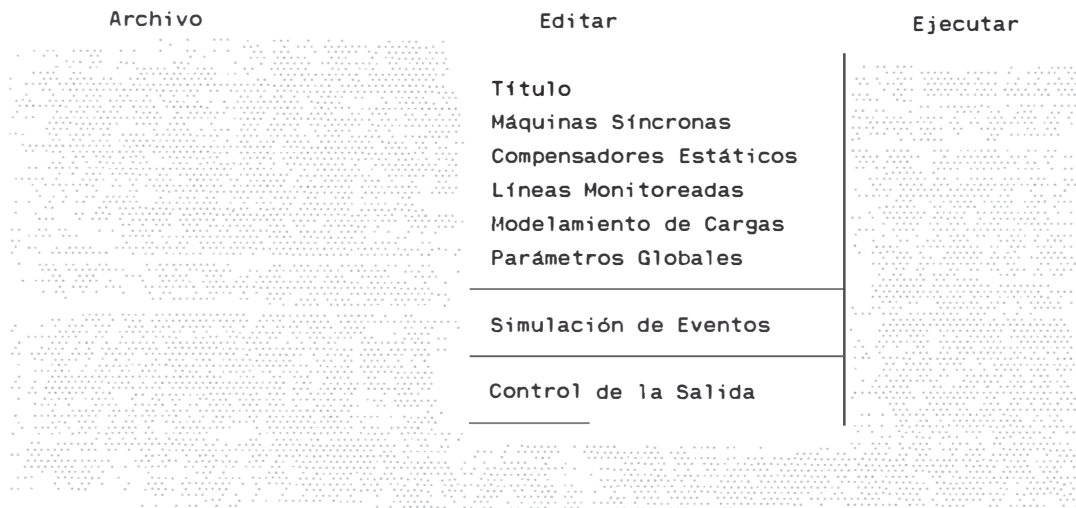 Archivo Editar Ejecutar
Título
Máquinas Síncronas
Compensadores Estáticos
Líneas Monitoreadas
Modelamiento de Cargas
Parámetros Globales
Simulación de Eventos
Control de la Salida